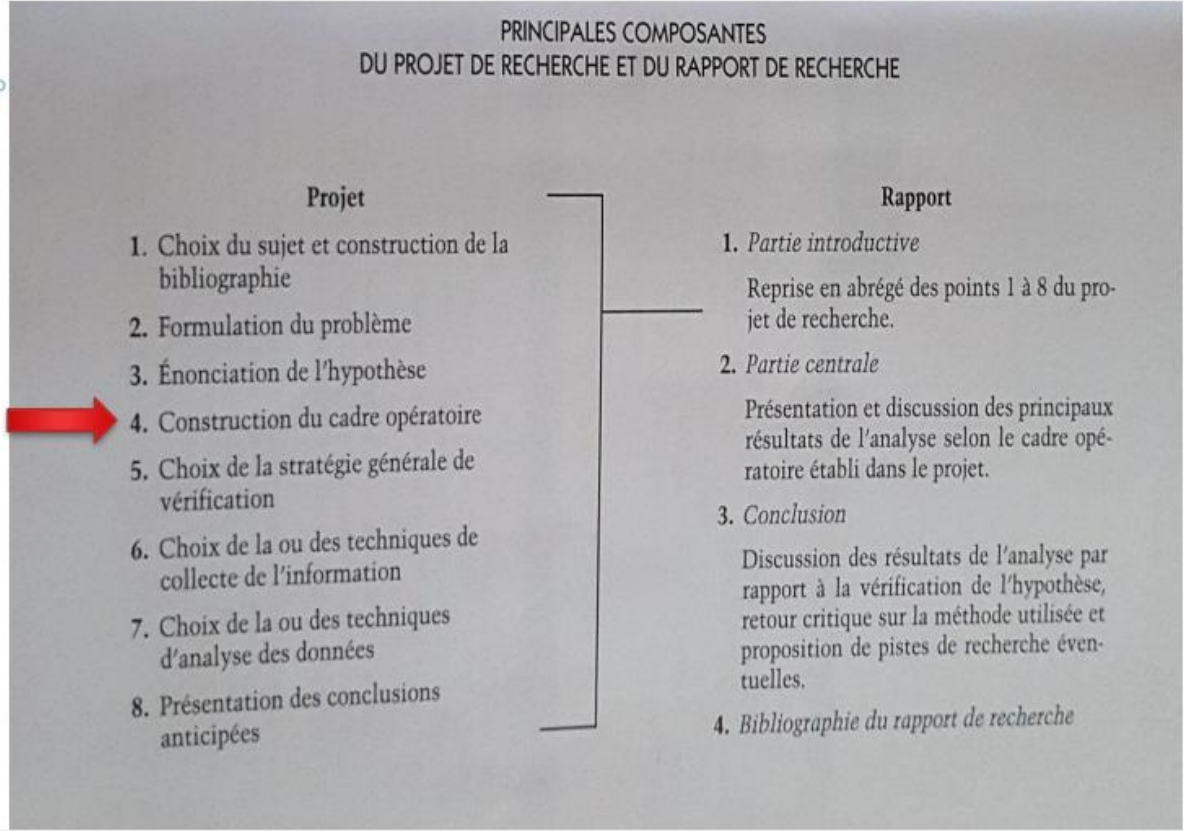 PRINCIPALES COMPOSANTES
DU PROJET DE RECHERCHE ET DU RAPPORT DE RECHERCHE
Projet
1. Choix du sujet et construction de la
bibliographie
2. Formulation du problème
3. Énonciation de l'hypothèse
4. Construction du cadre opératoire
5. Choix de la stratégie générale de
vérification
6. Choix de la ou des techniques de
collecte de l'information
7. Choix de la ou des techniques
d'analyse des données
8. Présentation des conclusions
anticipées
Rapport
1. Partie introductive
Reprise en abrégé des points 1 à 8 du pro-
jet de recherche.
2. Partie centrale
Présentation et discussion des principaux
résultats de l'analyse selon le cadre opé-
ratoire établi dans le projet.
3. Conclusion
Discussion des résultats de l'analyse par
rapport à la vérification de l'hypothèse,
retour critique sur la méthode utilisée et
proposition de pistes de recherche éven-
tuelles.
4. Bibliographie du rapport de recherche